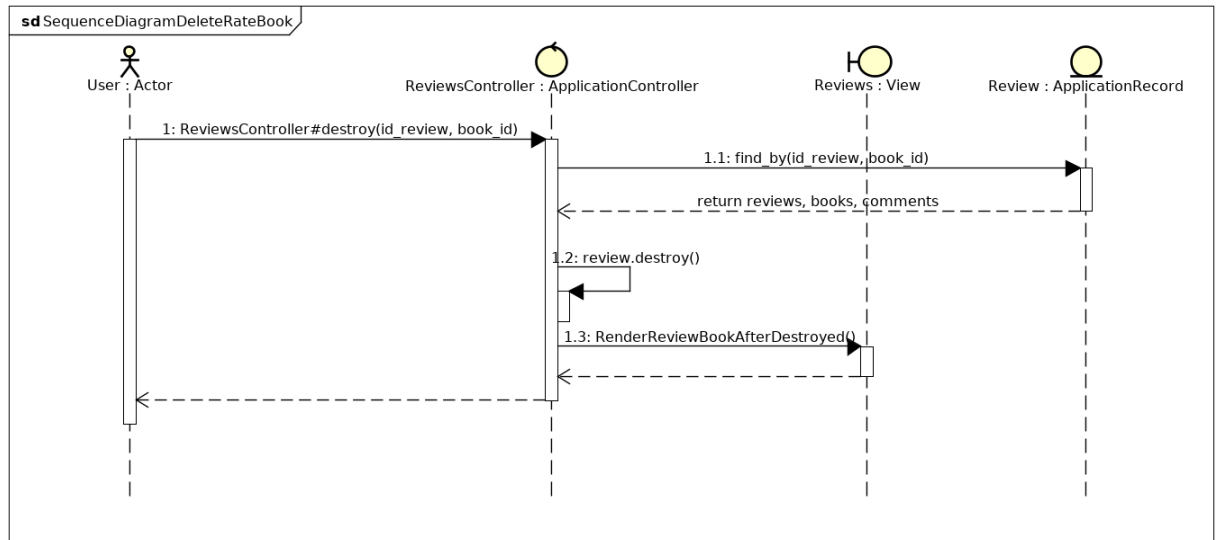 sd SequenceDiagramDeleteRateBook
User : Actor
ReviewsController : ApplicationController
Reviews : View
Review : ApplicationRecord
1: ReviewsController#destroy(id_review, book_id)
1.1: find_by(id_review, book_id)
return reviews, books, comments
1.2: review.destroy()
1.3: RenderReviewBookAfterDestroyed()